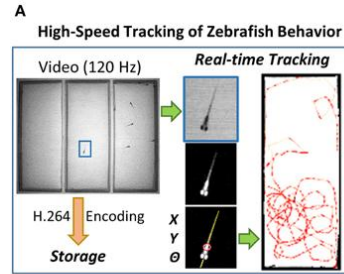 A
High-Speed Tracking of Zebrafish Behavior
Video (120 Hz)
Real-time Tracking
H.264 Encoding
Storage
X
Y
Θ